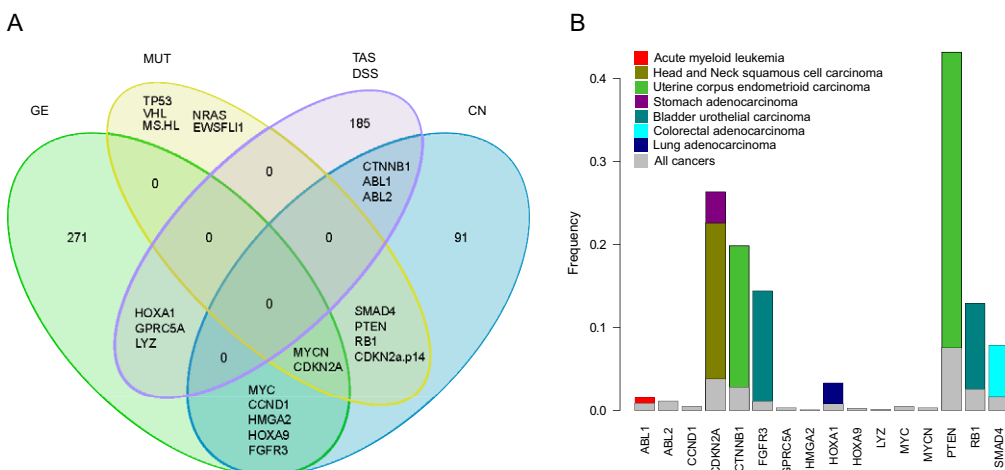 A
MUT
TAS
DSS
GE
CN
TP53
VHL
MS.HL
NRAS
EWSFLI1
185
0
0
CTNNB1
ABL1
ABL2
271
0
0
91
0
HOXA1
GPRC5A
LYZ
SMAD4
PTEN
RB1
CDKN2a.p14
MYCN
CDKN2A
0
MYC
CCND1
HMGA2
HOXA9
FGFR3
B
Acute myeloid leukemia
Head and Neck squamous cell carcinoma
Uterine corpus endometrioid carcinoma
Stomach adenocarcinoma
Bladder urothelial carcinoma
Colorectal adenocarcinoma
Lung adenocarcinoma
All cancers
Frequency
0.4
0.3
0.2
0.1
0.0
ABL1
ABL2
CCND1
CDKN2A
CTNNB1
FGFR3
GPRC5A
HMGA2
HOXA1
HOXA9
LYZ
MYC
MYCN
PTEN
RB1
SMAD4